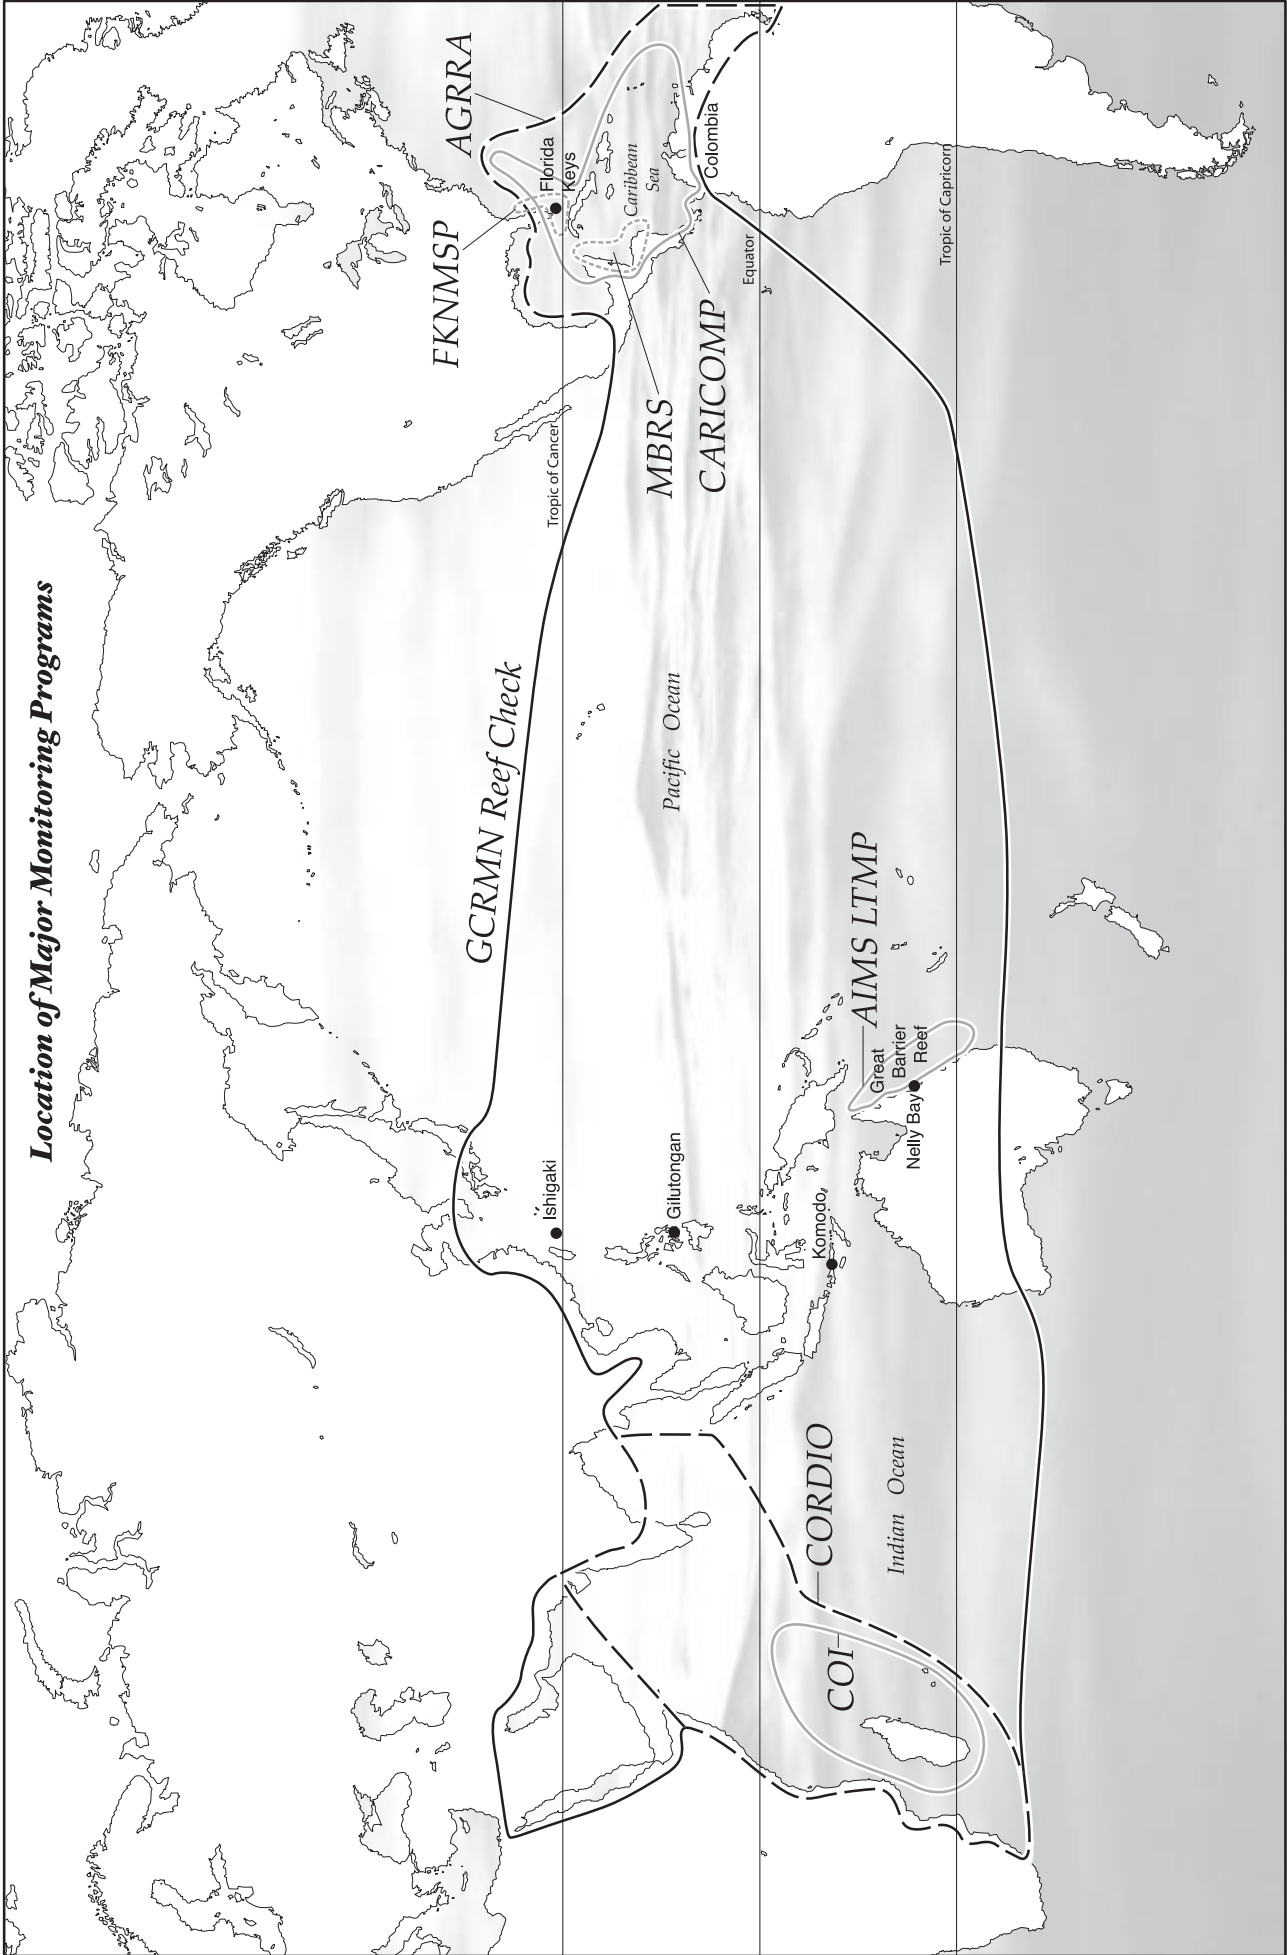 Location of Major Monitoring Programs
GCRMN Reef Check
FKNMSP
AGRRA
Tropic of Cancer
Florida
Keys
Ishigaki
Caribbean
Sea
Pacific Ocean
MBRS
Gilutongan
CARICOMP
Colombia
Equator
CORDIO
Komodo
COI
AIMS LTMP
Great
Barrier
Reef
Indian Ocean
Nelly Bay
Tropic of Capricorn